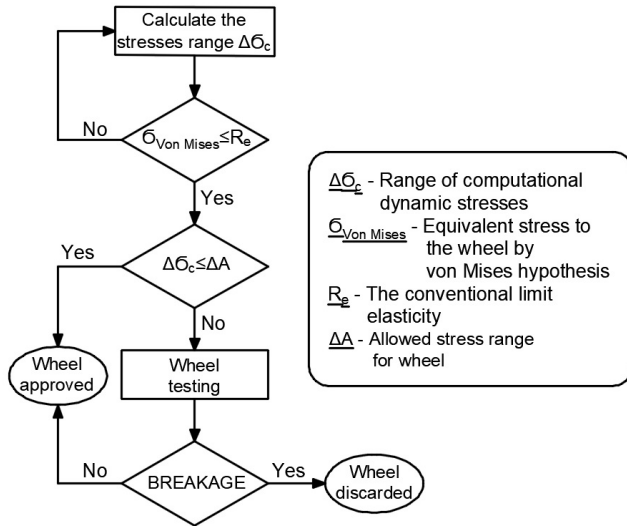 Calculate the
stresses range Δσc
No
σVon Mises≤Re
Yes
Yes
Δσc≤ΔA
No
Wheel
approved
Wheel
testing
No
BREAKAGE
Yes
Wheel
discarded
Δσc - Range of computational
dynamic stresses
σVon Mises - Equivalent stress to
the wheel by
von Mises hypothesis
Re - The conventional limit
elasticity
ΔA - Allowed stress range
for wheel